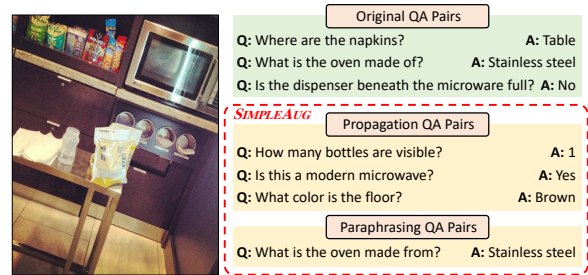 Original QA Pairs
Q: Where are the napkins? A: Table
Q: What is the oven made of? A: Stainless steel
Q: Is the dispenser beneath the microware full? A: No
SIMPLEAUG
Propagation QA Pairs
Q: How many bottles are visible? A: 1
Q: Is this a modern microwave? A: Yes
Q: What color is the floor? A: Brown
Paraphrasing QA Pairs
Q: What is the oven made from? A: Stainless steel